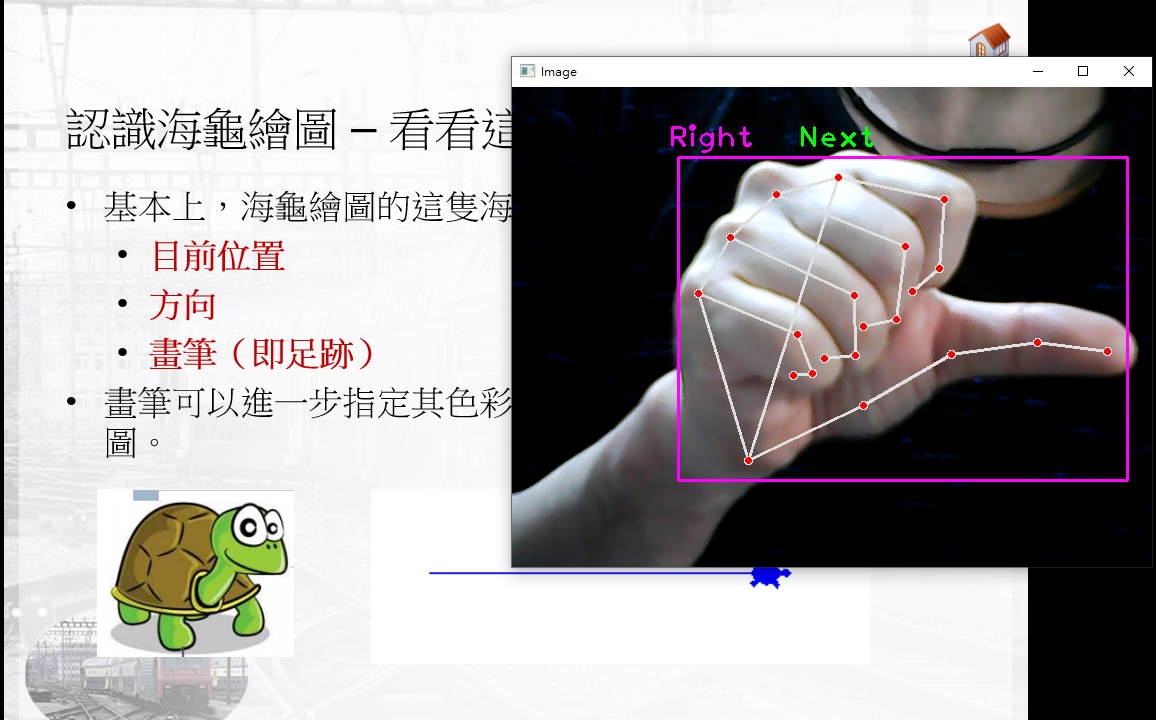 認識海龜繪圖 – 看看這
基本上，海龜繪圖的這隻海
目前位置
方向
畫筆（即足跡）
畫筆可以進一步指定其色彩
圖。
Image
Right Next